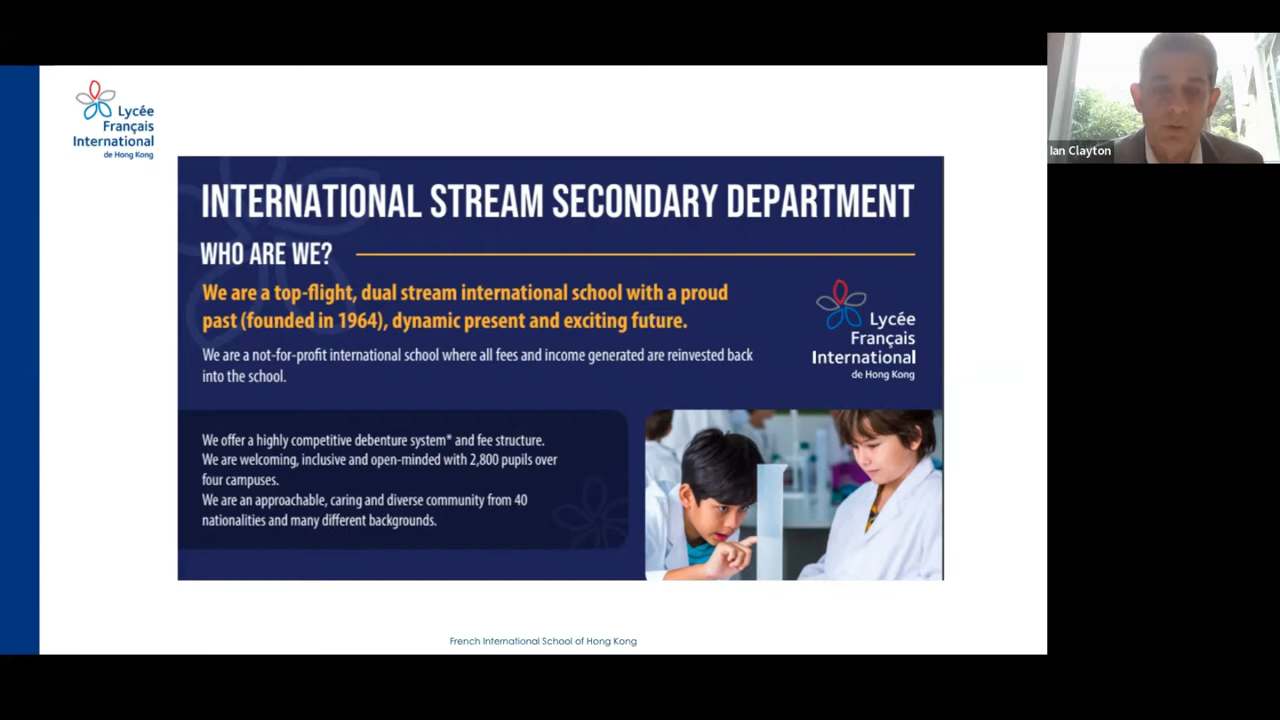 Lycée
Français
International
de Hong Kong
Ian Clayton
INTERNATIONAL STREAM SECONDARY DEPARTMENT
WHO ARE WE?
We are a top-flight, dual stream international school with a proud
past (founded in 1964), dynamic present and exciting future.
We are a not-for-profit international school where all fees and income generated are reinvested back
into the school.
Lycée
Français
International
de Hong Kong
We offer a highly competitive debenture system* and fee structure.
We are welcoming, inclusive and open-minded with 2,800 pupils over
four campuses.
We are an approachable, caring and diverse community from 40
nationalities and many different backgrounds.
French International School of Hong Kong